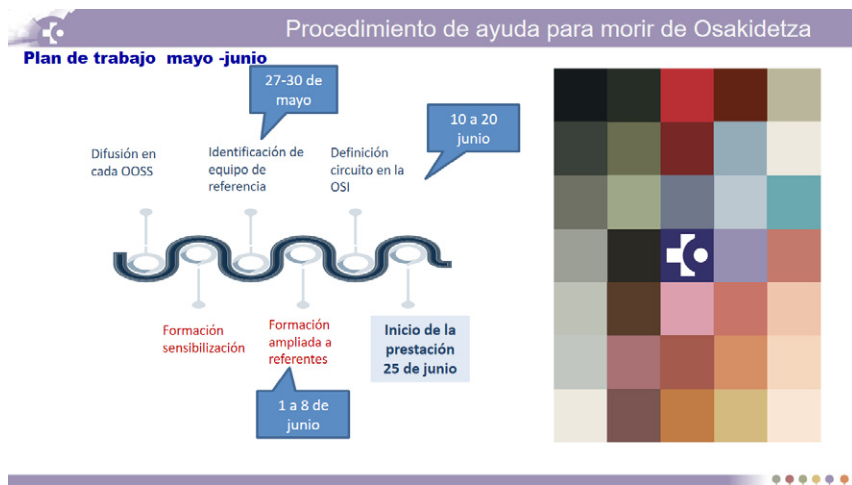 Procedimiento de ayuda para morir de Osakidetza
Plan de trabajo mayo -junio
27-30 de
mayo
10 a 20
junio
Difusión en
cada OOSS
Identificación de
equipo de
referencia
Definición
circuito en la
OSI
Formación
sensibilización
Formación
ampliada a
referentes
Inicio de la
prestación
25 de junio
1 a 8 de
junio